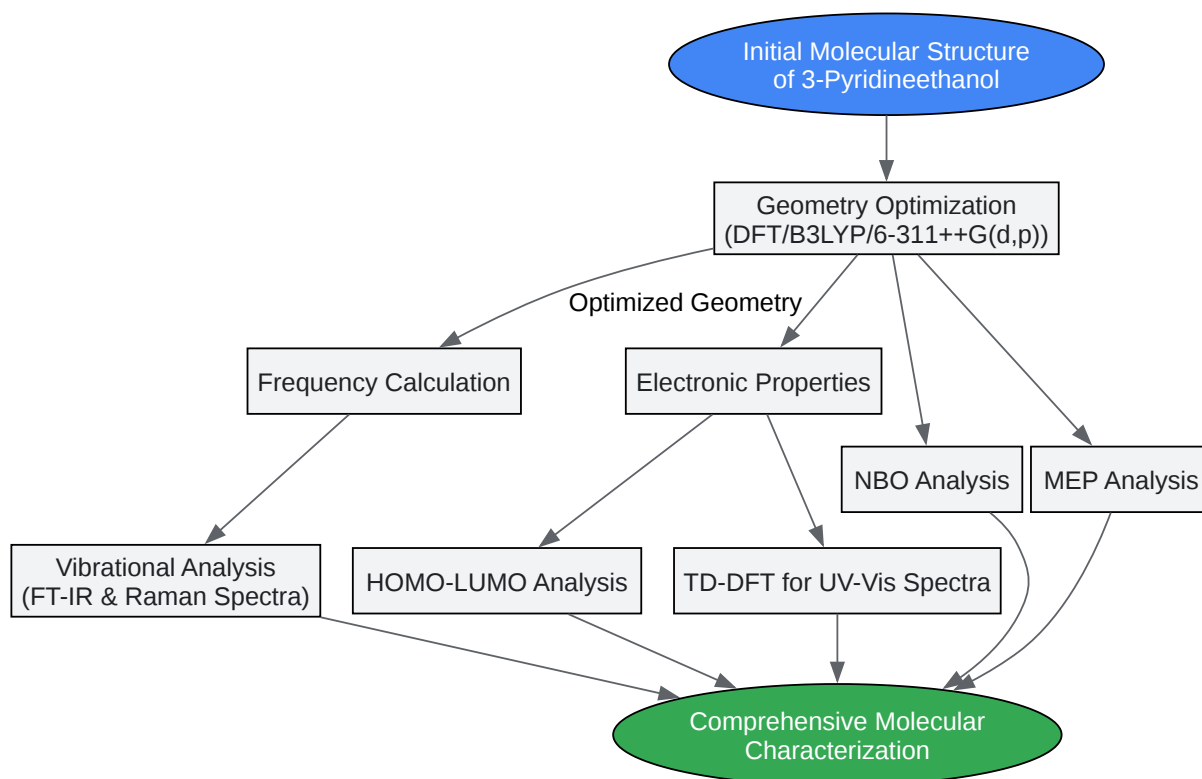 Initial Molecular Structure
of 3-Pyridineethanol
Geometry Optimization
(DFT/B3LYP/6-311++G(d,p))
Optimized Geometry
Frequency Calculation
Electronic Properties
NBO Analysis
MEP Analysis
Vibrational Analysis
(FT-IR & Raman Spectra)
HOMO-LUMO Analysis
TD-DFT for UV-Vis Spectra
Comprehensive Molecular
Characterization